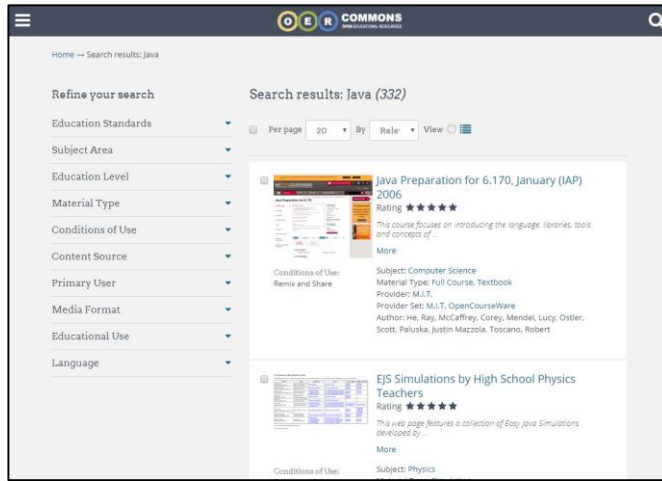 OER COMMONS
OPEN EDUCATIONAL RESOURCES
Home → Search results: Java
Refine your search
Education Standards
Subject Area
Education Level
Material Type
Conditions of Use
Content Source
Primary User
Media Format
Educational Use
Language
Search results: Java (332)
Per page 20 By Rele View
Java Preparation for 6.170, January (IAP)
2006
Rating ★★★★★
This course focuses on introducing the language, libraries, tools
and concepts of ...
More
Conditions of Use:
Remix and Share
Subject: Computer Science
Material Type: Full Course, Textbook
Provider: M.I.T.
Provider Set: M.I.T. OpenCourseWare
Author: He, Ray, McCaffrey, Corey, Mendel, Lucy, Ostler,
Scott, Paluska, Justin Mazzola, Toscano, Robert
EJS Simulations by High School Physics
Teachers
Rating ★★★★★
This web page features a collection of Easy Java Simulations
developed by ...
More
Conditions of Use:
Subject: Physics